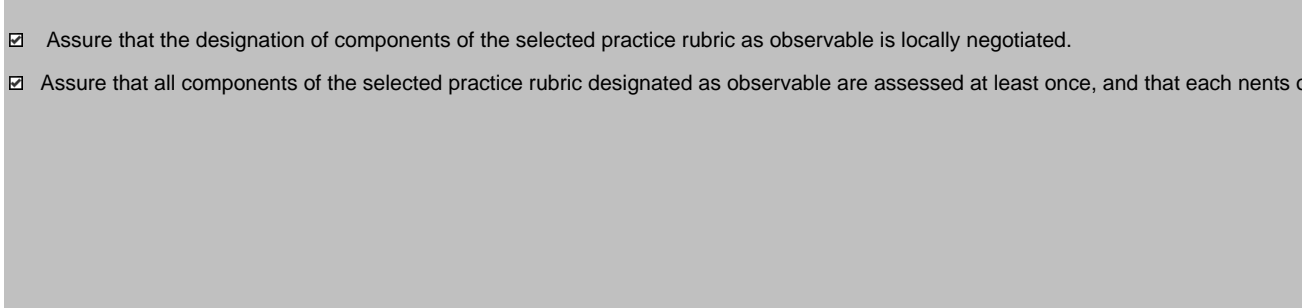 Assure that the designation of components of the selected practice rubric as observable is locally negotiated.
Assure that all components of the selected practice rubric designated as observable are assessed at least once, and that each nents